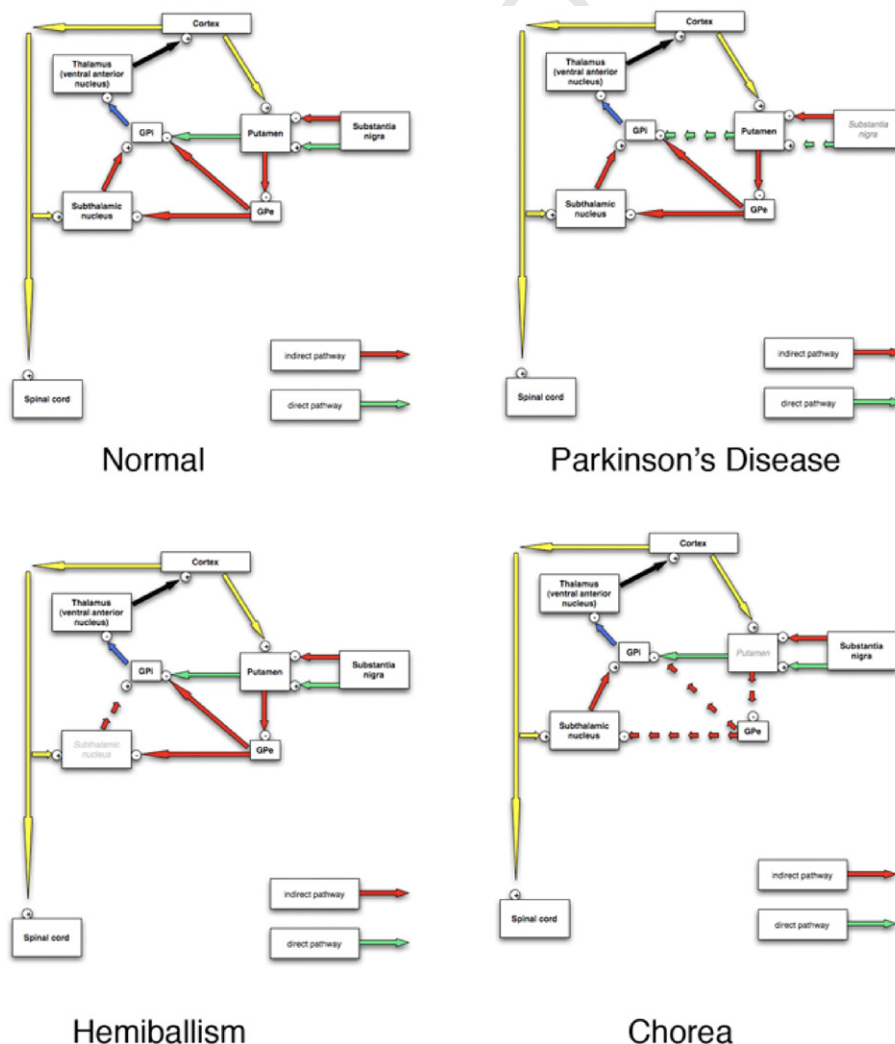 Cortex
Thalamus
(ventral anterior
nucleus)
+
+
-
GPi
-
-
Putamen
+
Substantia
nigra
+
Subthalamic
nucleus
+
-
-
GPe
indirect pathway
direct pathway
+
Spinal cord
Normal
Cortex
Thalamus
(ventral anterior
nucleus)
+
+
-
GPi
-
-
Putamen
+
Substantia
nigra
+
Subthalamic
nucleus
+
-
-
GPe
indirect pathway
direct pathway
+
Spinal cord
Parkinson's Disease
Cortex
Thalamus
(ventral anterior
nucleus)
+
+
-
GPi
-
-
Putamen
+
Substantia
nigra
+
Subthalamic
nucleus
+
-
-
GPe
indirect pathway
direct pathway
+
Spinal cord
Hemiballism
Cortex
Thalamus
(ventral anterior
nucleus)
+
+
-
GPi
-
-
Putamen
+
Substantia
nigra
+
Subthalamic
nucleus
+
-
-
GPe
indirect pathway
direct pathway
+
Spinal cord
Chorea